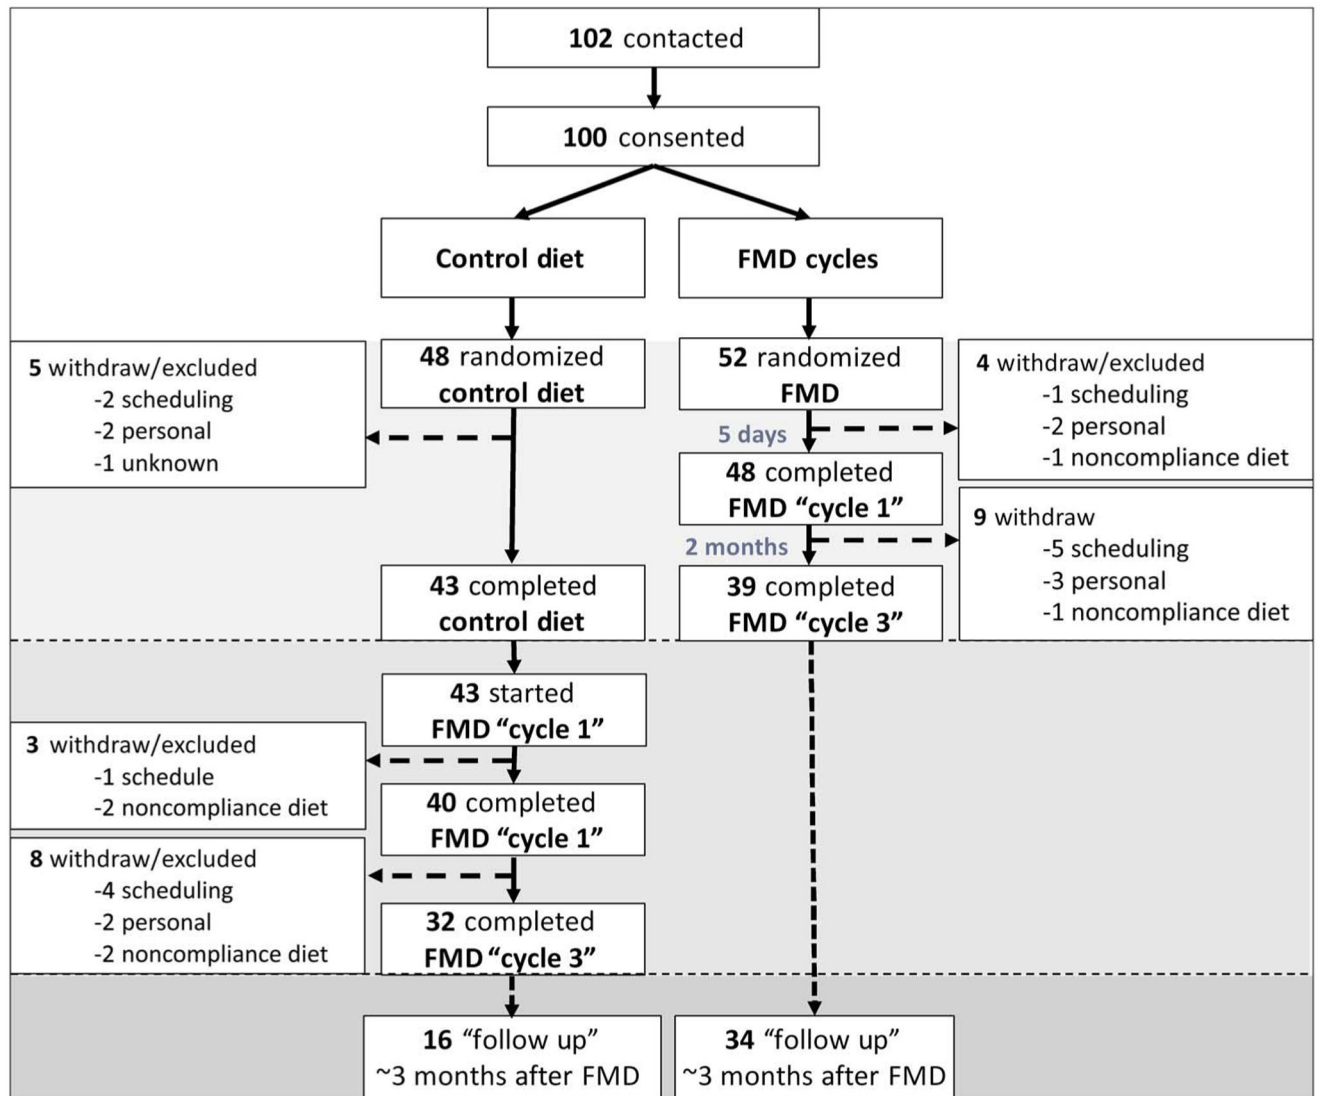 102 contacted
100 consented
Control diet
FMD cycles
48 randomized
control diet
5 withdraw/excluded
-2 scheduling
-2 personal
-1 unknown
52 randomized
FMD
4 withdraw/excluded
-1 scheduling
-2 personal
-1 noncompliance diet
5 days
48 completed
FMD “cycle 1”
9 withdraw
-5 scheduling
-3 personal
-1 noncompliance diet
2 months
43 completed
control diet
39 completed
FMD “cycle 3”
43 started
FMD “cycle 1”
3 withdraw/excluded
-1 schedule
-2 noncompliance diet
40 completed
FMD “cycle 1”
8 withdraw/excluded
-4 scheduling
-2 personal
-2 noncompliance diet
32 completed
FMD “cycle 3”
16 “follow up”
~3 months after FMD
34 “follow up”
~3 months after FMD